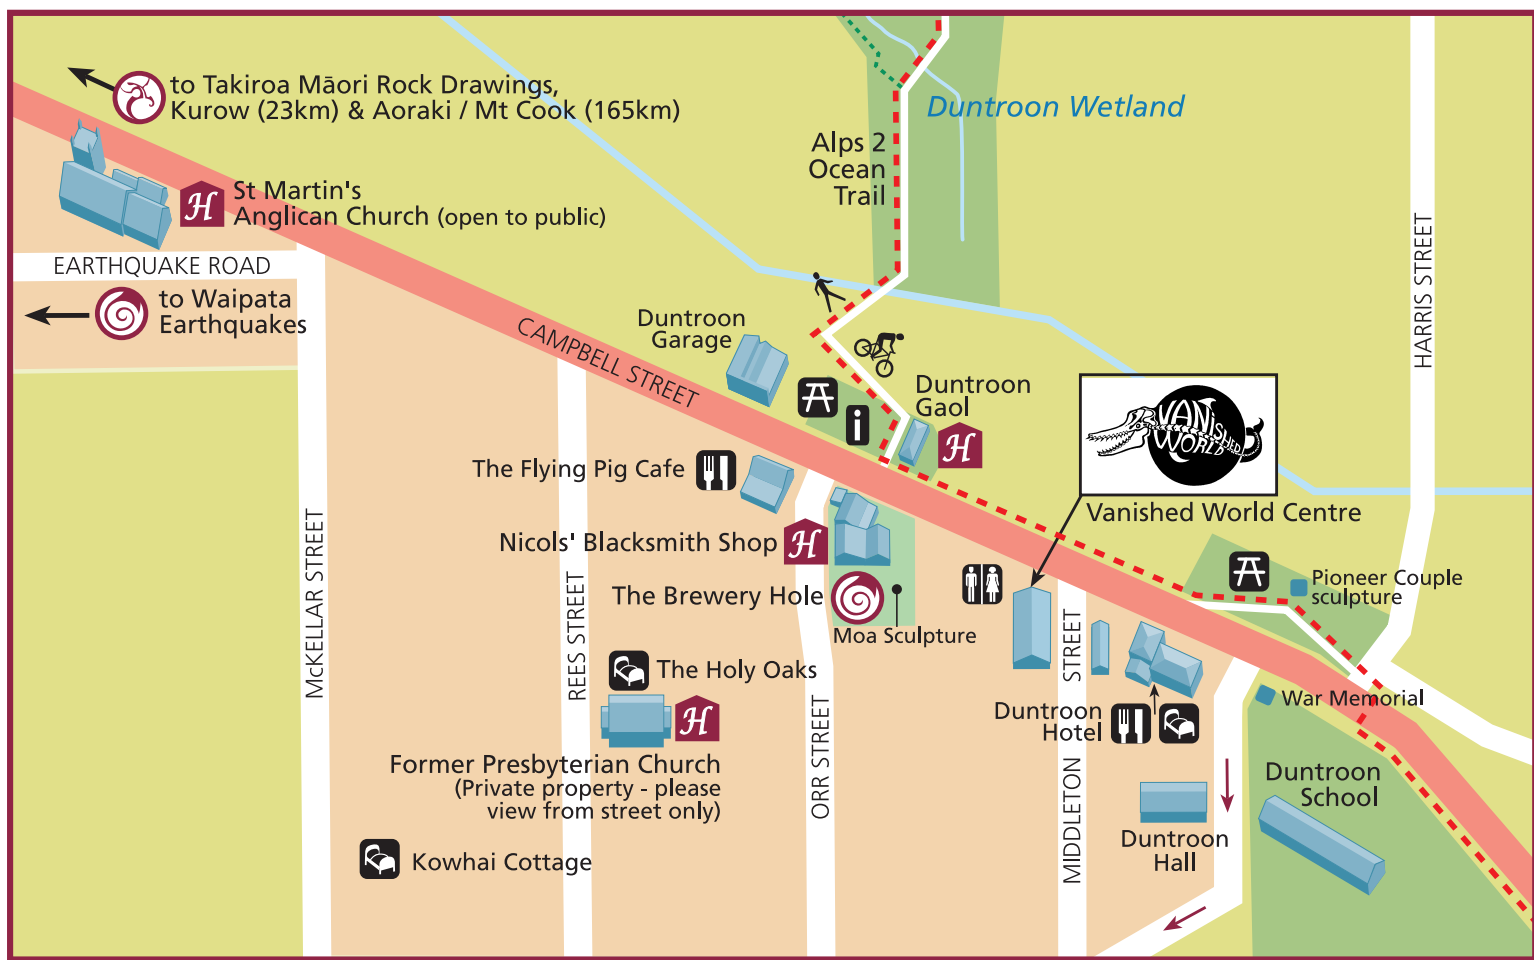 to Takiroa Māori Rock Drawings,
Kurow (23km) & Aoraki / Mt Cook (165km)
Duntroon Wetland
Alps 2
Ocean
Trail
H
St Martin's
Anglican Church (open to public)
EARTHQUAKE ROAD
to Waipata
Earthquakes
HARRIS STREET
CAMPBELL STREET
Duntroon
Garage
Duntroon
Gaol
H
i
VANISHED
WORLD
Vanished World Centre
The Flying Pig Cafe
Nicols' Blacksmith Shop
H
The Brewery Hole
Moa Sculpture
Pioneer Couple
sculpture
McKELLAR STREET
REES STREET
ORR STREET
MIDDLETON STREET
The Holy Oaks
H
Former Presbyterian Church
(Private property - please
view from street only)
Kowhai Cottage
Duntroon
Hotel
War Memorial
Duntroon
School
Duntroon
Hall